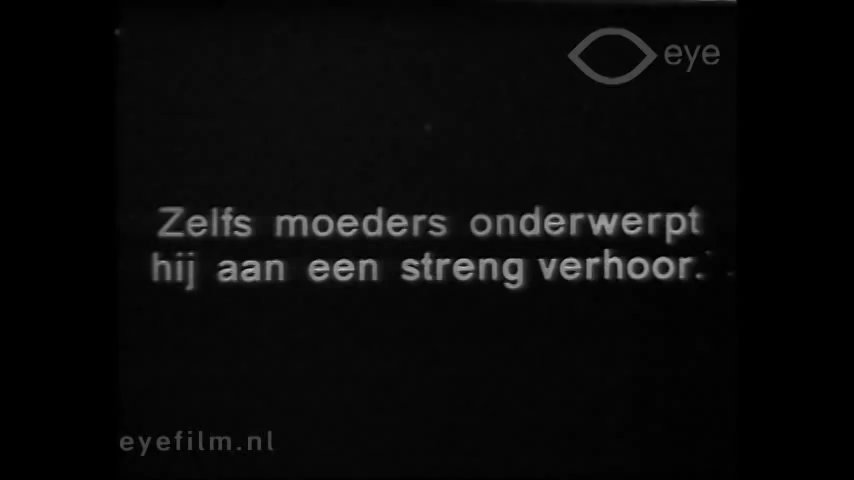 eye
Zelfs moeders onderwerpt
hij aan een streng verhoor.
eyefilm.nl